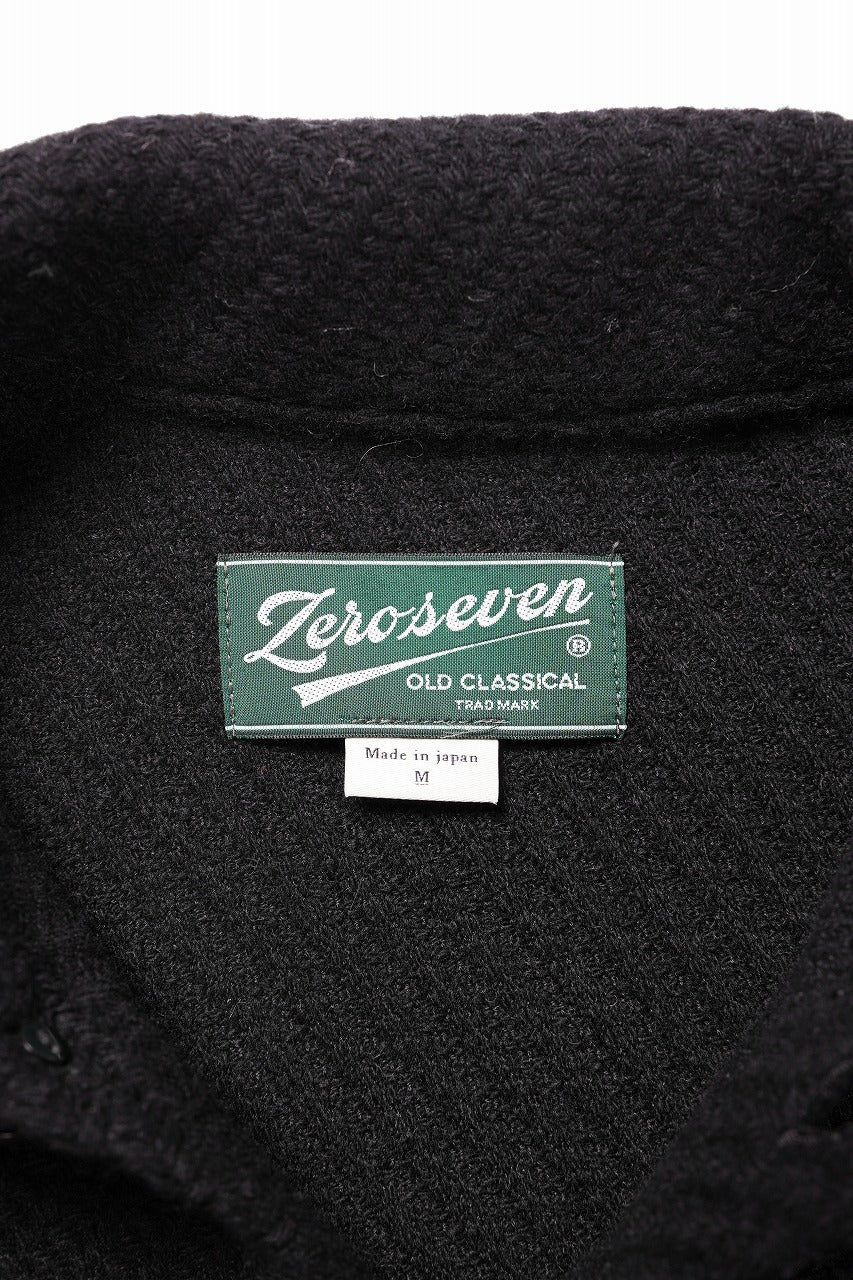 Zeroseven
®
OLD CLASSICAL
TRAD MARK
Made in japan
M